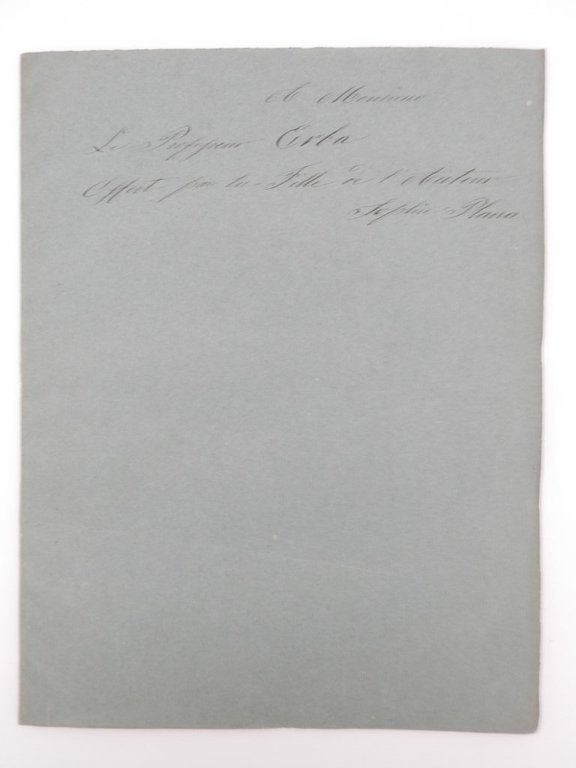 A Monsieur
Le Professeur Erba
Offert par la Fille de l'Auteur
Sophie Plana